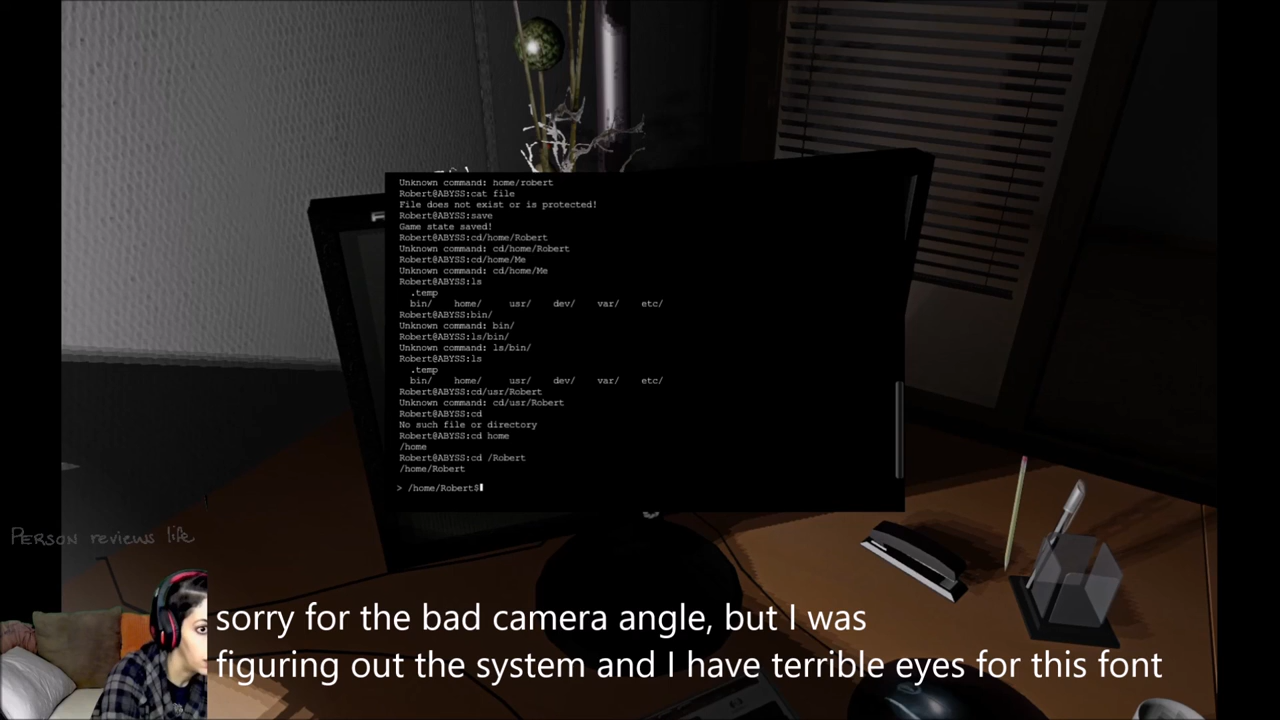 Unknown command: home/robert
Robert@ABYSS:cat file
File does not exist or is protected!
Robert@ABYSS:save
Game state saved!
Robert@ABYSS:cd/home/Robert
Unknown command: cd/home/Robert
Robert@ABYSS:cd/home/Me
Unknown command: cd/home/Me
Robert@ABYSS:ls
.temp
bin/ home/ usr/ dev/ var/ etc/
Robert@ABYSS:bin/
Unknown command: bin/
Robert@ABYSS:ls/bin/
Unknown command: ls/bin/
Robert@ABYSS:ls
.temp
bin/ home/ usr/ dev/ var/ etc/
Robert@ABYSS:cd/usr/Robert
Unknown command: cd/usr/Robert
Robert@ABYSS:cd
No such file or directory
Robert@ABYSS:cd home
/home
Robert@ABYSS:cd /Robert
/home/Robert
> /home/Robert$
PERSON reviews life
sorry for the bad camera angle, but I was
figuring out the system and I have terrible eyes for this font